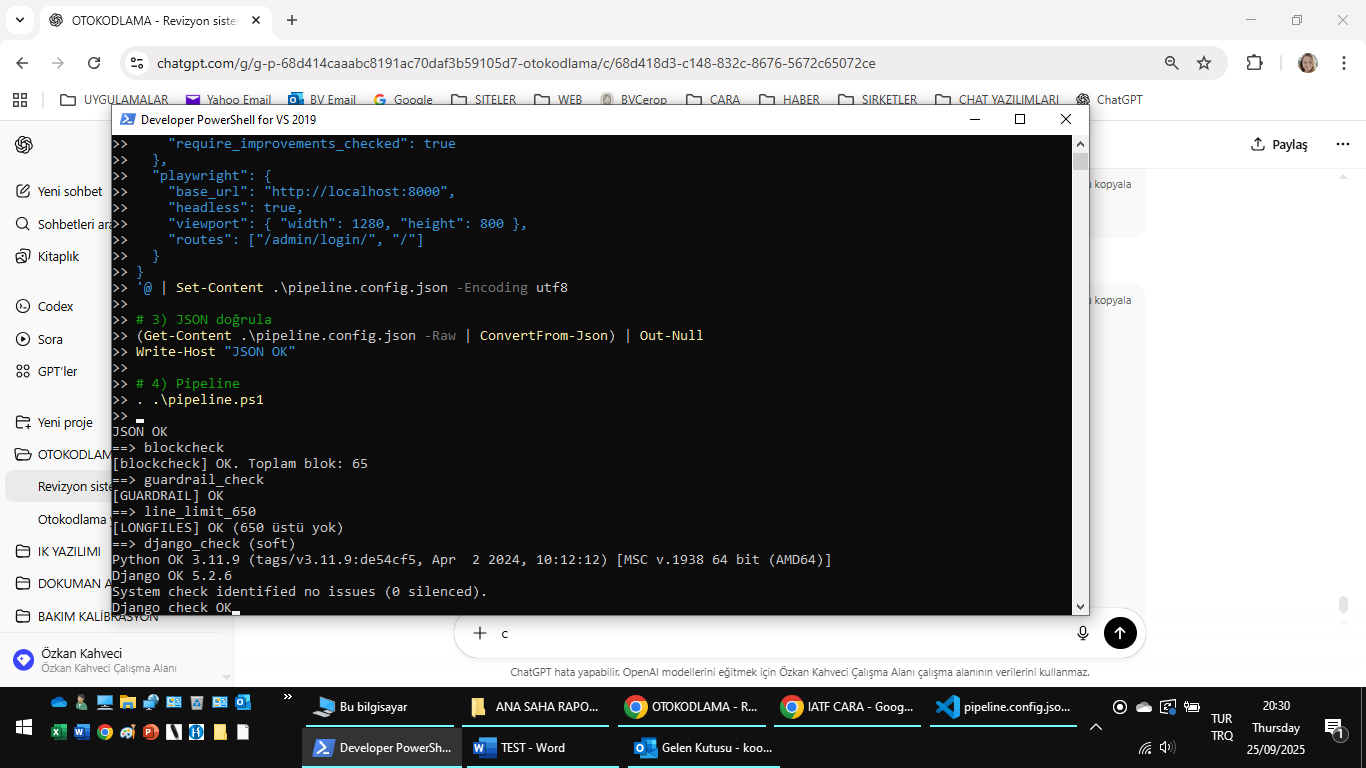 OTOKODLAMA - Revizyon siste
chatgpt.com/g/g-p-68d414caaabc8191ac70daf3b59105d7-otokodlama/c/68d418d3-c148-832c-8676-5672c65072ce
UYGULAMALAR
Yahoo Email
BV Email
Google
SITELER
WEB
BVCerop
CARA
HABER
SIRKETLER
CHAT YAZILIMLARI
ChatGPT
Developer PowerShell for VS 2019
Paylaş
Yeni sohbet
Sohbetleri ara
Kitaplık
Codex
Sora
GPT'ler
Yeni proje
OTOKODLAM
Revizyon siste
Otokodlama
IK YAZILIMI
DOKUMAN A
BAKIM KALİBRASYON
Özkan Kahveci
Özkan Kahveci Çalışma Alanı
kopyala
kopyala
>>     "require_improvements_checked": true
>>   },
>>   "playwright": {
>>     "base_url": "http://localhost:8000",
>>     "headless": true,
>>     "viewport": { "width": 1280, "height": 800 },
>>     "routes": ["/admin/login/", "/"]
>>   }
>> }
>> '@ | Set-Content .\pipeline.config.json -Encoding utf8
>>
>> # 3) JSON doğrula
>> (Get-Content .\pipeline.config.json -Raw | ConvertFrom-Json) | Out-Null
>> Write-Host "JSON OK"
>>
>> # 4) Pipeline
>> . .\pipeline.ps1
>>
JSON OK
==> blockcheck
[blockcheck] OK. Toplam blok: 65
==> guardrail_check
[GUARDRAIL] OK
==> line_limit_650
[LONGFILES] OK (650 üstü yok)
==> django_check (soft)
Python OK 3.11.9 (tags/v3.11.9:de54cf5, Apr  2 2024, 10:12:12) [MSC v.1938 64 bit (AMD64)]
Django OK 5.2.6
System check identified no issues (0 silenced).
Django check OK
c
ChatGPT hata yapabilir. OpenAI modellerini eğitmek için Özkan Kahveci Çalışma Alanı çalışma alanının verilerini kullanmaz.
Bu bilgisayar
ANA SAHA RAPO...
OTOKODLAMA - R...
IATF CARA - Goog...
pipeline.config.jso...
Developer PowerShe...
TEST - Word
Gelen Kutusu - koo...
TUR
TRQ
20:30
Thursday
25/09/2025
1